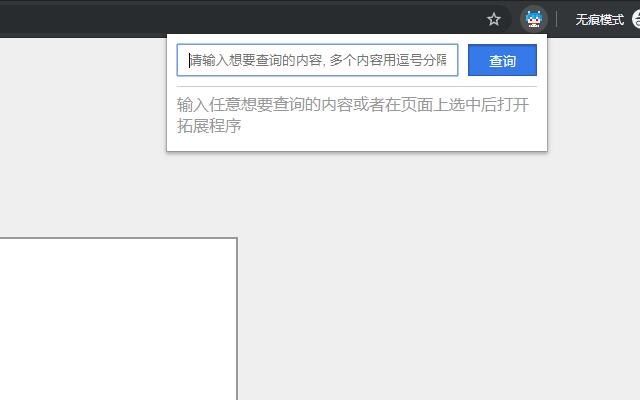 无痕模式
请输入想要查询的内容, 多个内容用逗号分隔
查询
输入任意想要查询的内容或者在页面上选中后打开
拓展程序